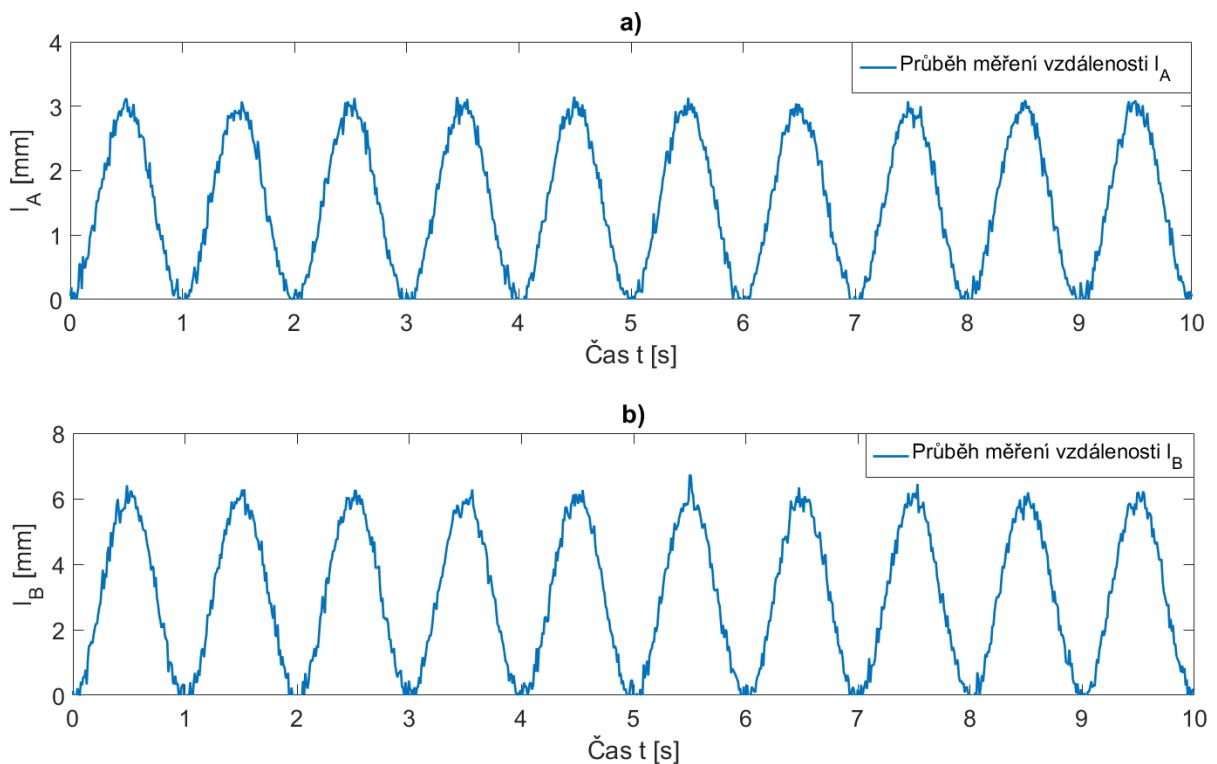 a)
Průběh měření vzdálenosti l_A
4
3
2
1
0
l_A [mm]
0 1 2 3 4 5 6 7 8 9 10
Čas t [s]
b)
Průběh měření vzdálenosti l_B
8
6
4
2
0
l_B [mm]
0 1 2 3 4 5 6 7 8 9 10
Čas t [s]